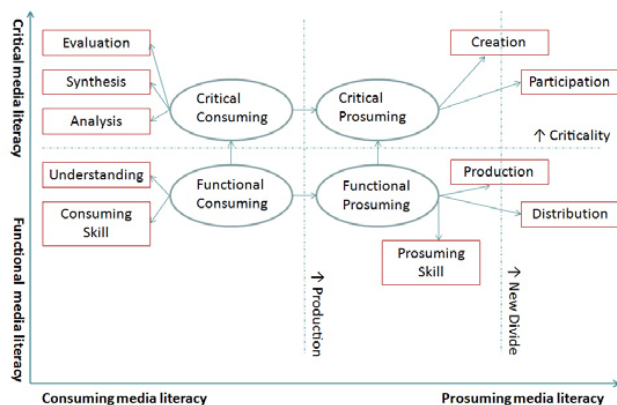 Critical media literacy
Functional media literacy
Evaluation
Synthesis
Analysis
Critical
Consuming
Critical
Prosuming
Creation
Participation
↑ Criticality
Understanding
Consuming
Skill
Functional
Consuming
Functional
Prosuming
Production
Distribution
Prosuming
Skill
↑ Production
↑ New Divide
Consuming media literacy
Prosuming media literacy